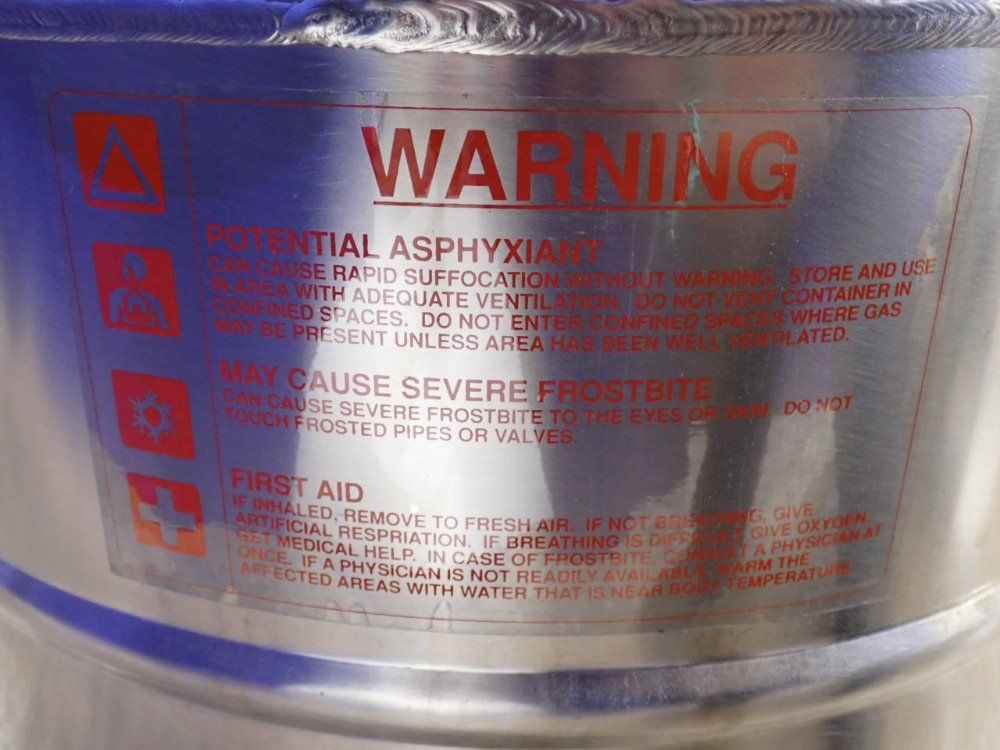 WARNING
POTENTIAL ASPHYXIANT
CAN CAUSE RAPID SUFFOCATION WITHOUT WARNING. STORE AND USE
IN AREA WITH ADEQUATE VENTILATION. DO NOT VENT CONTAINER IN
CONFINED SPACES. DO NOT ENTER CONFINED SPACES WHERE GAS
MAY BE PRESENT UNLESS AREA HAS BEEN WELL VENTILATED.
MAY CAUSE SEVERE FROSTBITE
CAN CAUSE SEVERE FROSTBITE TO THE EYES OR SKIN. DO NOT
TOUCH FROSTED PIPES OR VALVES.
FIRST AID
IF INHALED, REMOVE TO FRESH AIR. IF NOT BREATHING, GIVE
ARTIFICIAL RESPRIATION. IF BREATHING IS DIFFICULT, GIVE OXYGEN.
GET MEDICAL HELP. IN CASE OF FROSTBITE, CONSULT A PHYSICIAN AT
ONCE. IF A PHYSICIAN IS NOT READILY AVAILABLE, WARM THE
AFFECTED AREAS WITH WATER THAT IS NEAR BODY TEMPERATURE.